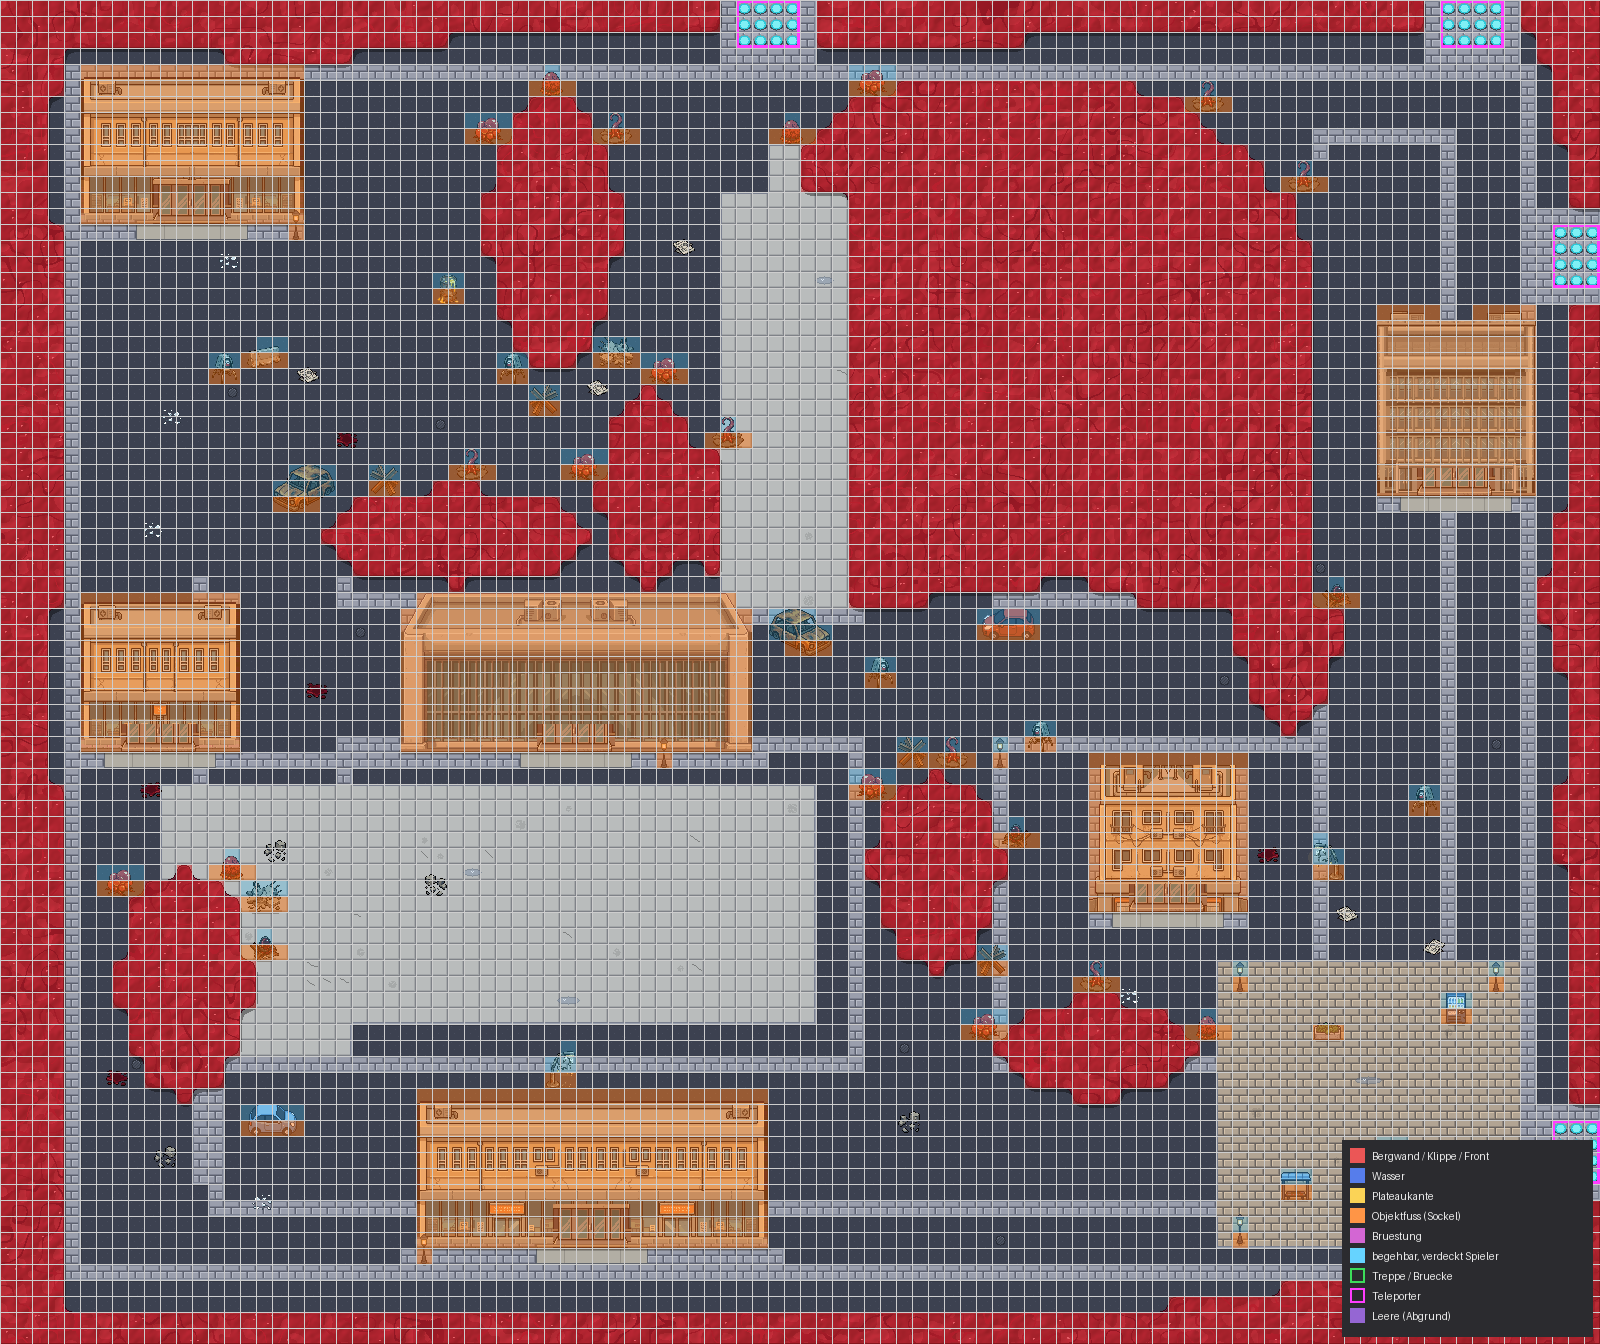 Bergwand / Klippe / Front
Wasser
Plateaukante
Objektfuss (Sockel)
Bruestung
begehbar, verdeckt Spieler
Treppe / Bruecke
Teleporter
Leere (Abgrund)